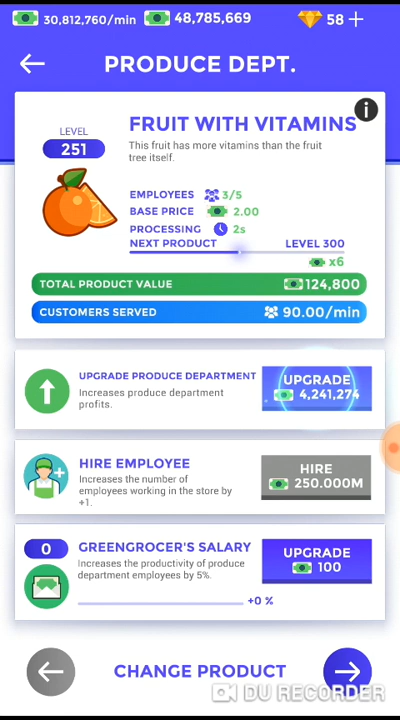 30,812,760/min 48,785,669 58 +
PRODUCE DEPT.
LEVEL
251
FRUIT WITH VITAMINS
i
This fruit has more vitamins than the fruit
tree itself.
EMPLOYEES 3/5
BASE PRICE 2.00
PROCESSING 2s
NEXT PRODUCT LEVEL 300
x6
TOTAL PRODUCT VALUE 124,800
CUSTOMERS SERVED 90.00/min
UPGRADE PRODUCE DEPARTMENT
Increases produce department
profits.
UPGRADE
4,241,274
HIRE EMPLOYEE
Increases the number of
employees working in the store by
+1.
HIRE
250.000M
0
GREENGROCER'S SALARY
Increases the productivity of produce
department employees by 5%.
+0 %
UPGRADE
100
CHANGE PRODUCT
DU RECORDER